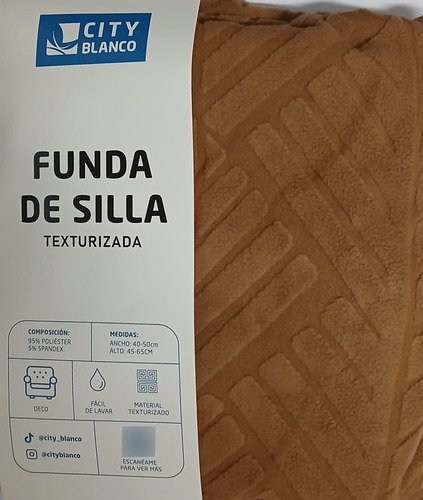 CITY
BLANCO
FUNDA
DE SILLA
TEXTURIZADA
COMPOSICIÓN:
95% POLIÉSTER
5% SPANDEX
MEDIDAS:
ANCHO: 40-50cm
ALTO: 45-65CM
DECO
FÁCIL
DE LAVAR
MATERIAL
TEXTURIZADO
@city_blanco
@cityblanco
ESCANÉAME
PARA VER MÁS